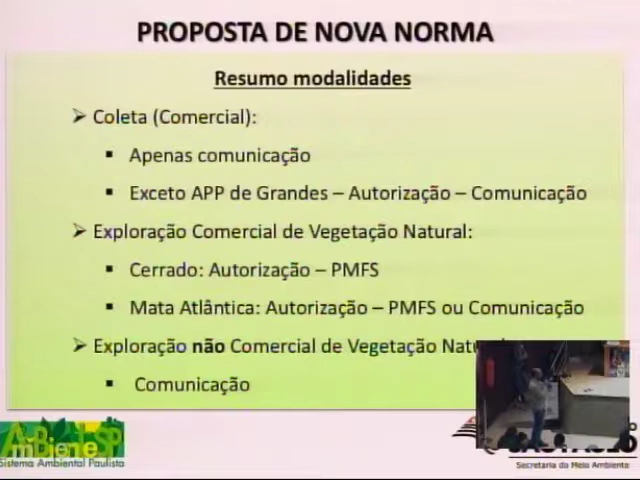 PROPOSTA DE NOVA NORMA
Resumo modalidades
➢ Coleta (Comercial):
▪ Apenas comunicação
▪ Exceto APP de Grandes – Autorização – Comunicação
➢ Exploração Comercial de Vegetação Natural:
▪ Cerrado: Autorização – PMFS
▪ Mata Atlântica: Autorização – PMFS ou Comunicação
➢ Exploração não Comercial de Vegetação
▪ Comunicação
AmBieneSP
Sistema Ambiental Paulista
Secretaria do Meio Ambiente